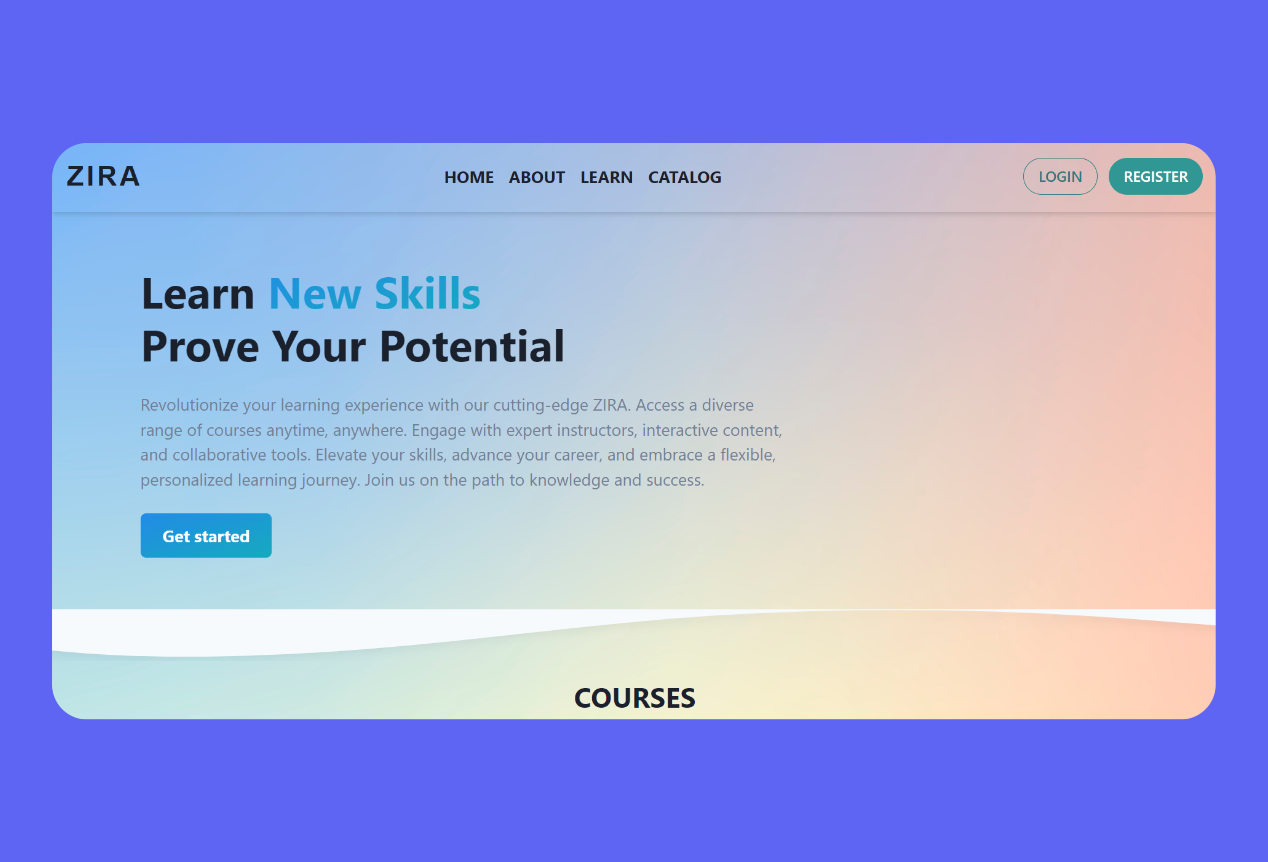 ZIRA
HOME ABOUT LEARN CATALOG
LOGIN
REGISTER
Learn New Skills
Prove Your Potential
Revolutionize your learning experience with our cutting-edge ZIRA. Access a diverse
range of courses anytime, anywhere. Engage with expert instructors, interactive content,
and collaborative tools. Elevate your skills, advance your career, and embrace a flexible,
personalized learning journey. Join us on the path to knowledge and success.
Get started
COURSES